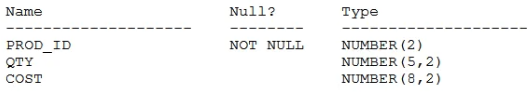 Name Null? Type
-------------------- -------- --------------------
PROD_ID NOT NULL NUMBER(2)
QTY NUMBER(5,2)
COST NUMBER(8,2)